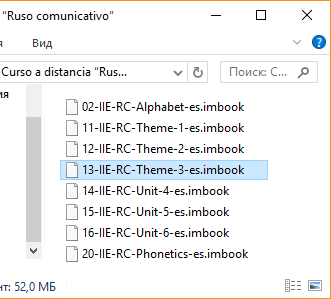 “Ruso comunicativo”
я
Вид
Curso a distancia “Rus...
Поиск: C...
ия
02-IIE-RC-Alphabet-es.imbook
11-IIE-RC-Theme-1-es.imbook
12-IIE-RC-Theme-2-es.imbook
13-IIE-RC-Theme-3-es.imbook
14-IIE-RC-Unit-4-es.imbook
15-IIE-RC-Unit-5-es.imbook
16-IIE-RC-Unit-6-es.imbook
20-IIE-RC-Phonetics-es.imbook
нт: 52,0 МБ